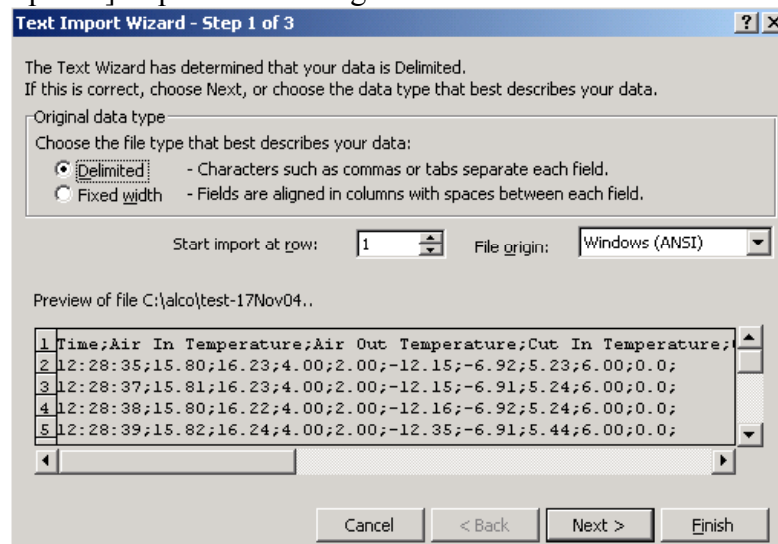 Text Import Wizard - Step 1 of 3
The Text Wizard has determined that your data is Delimited.
If this is correct, choose Next, or choose the data type that best describes your data.
Original data type
Choose the file type that best describes your data:
Delimited - Characters such as commas or tabs separate each field.
Fixed width - Fields are aligned in columns with spaces between each field.
Start import at row: 1 File origin: Windows (ANSI)
Preview of file C:\alco\test-17Nov04..
1 Time;Air In Temperature;Air Out Temperature;Cut In Temperature;
2 12:28:35;15.80;16.23;4.00;2.00;-12.15;-6.92;5.23;6.00;0.0;
3 12:28:37;15.81;16.23;4.00;2.00;-12.15;-6.91;5.24;6.00;0.0;
4 12:28:38;15.80;16.22;4.00;2.00;-12.16;-6.92;5.24;6.00;0.0;
5 12:28:39;15.82;16.24;4.00;2.00;-12.35;-6.91;5.44;6.00;0.0;
Cancel < Back Next > Finish